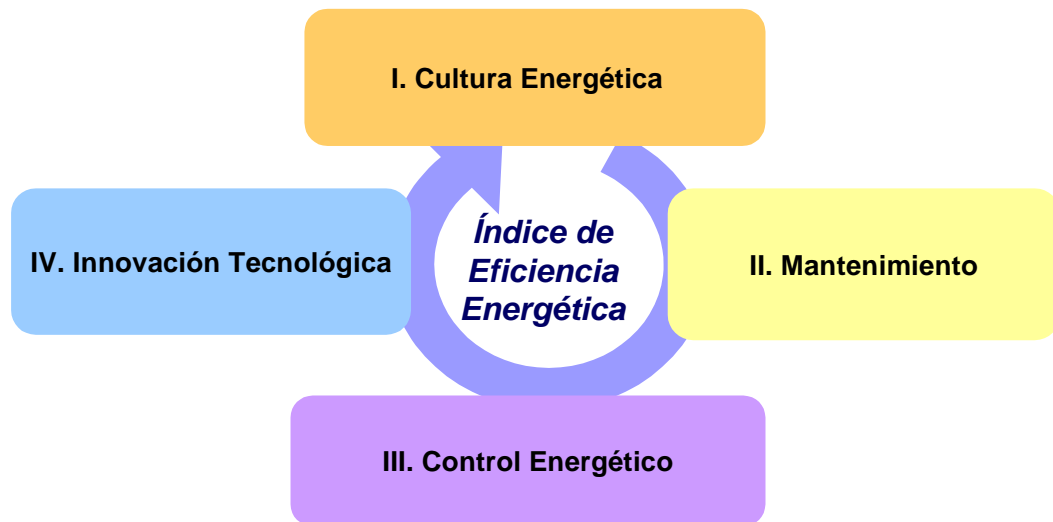 I. Cultura Energética
IV. Innovación Tecnológica
Índice de
Eficiencia
Energética
II. Mantenimiento
III. Control Energético